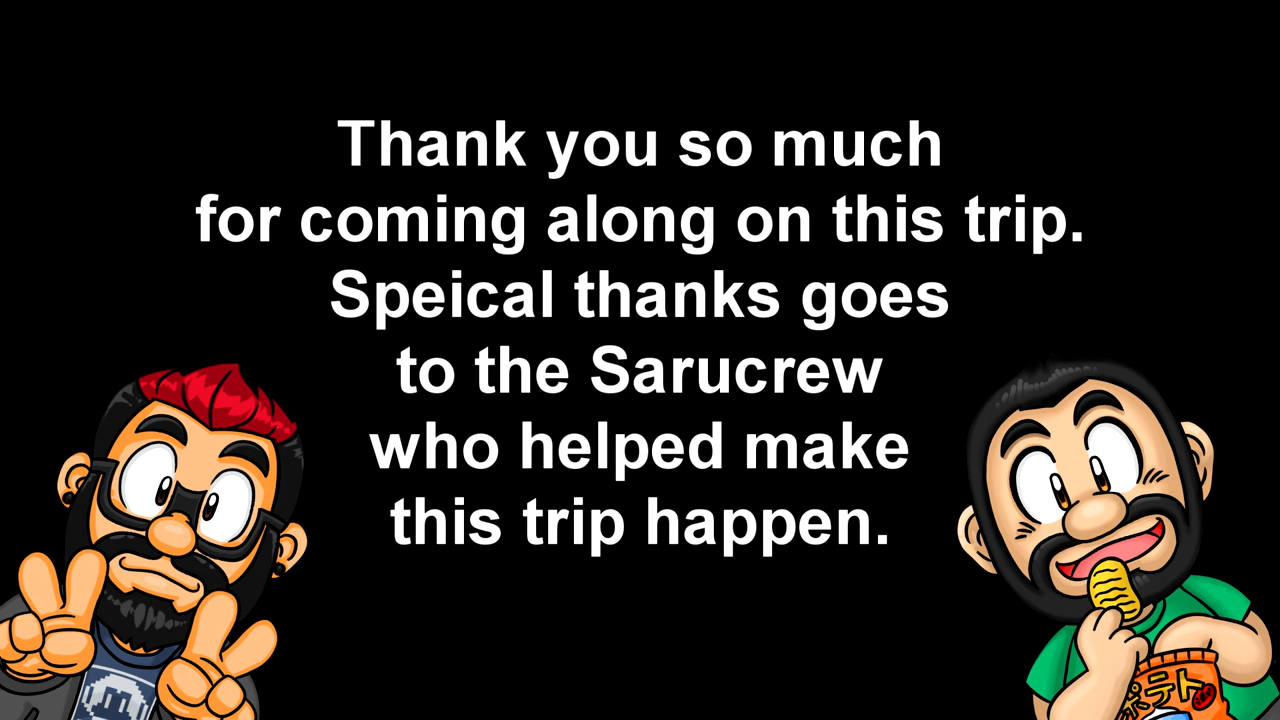 Thank you so much
for coming along on this trip.
Speical thanks goes
to the Sarucrew
who helped make
this trip happen.
ポテト